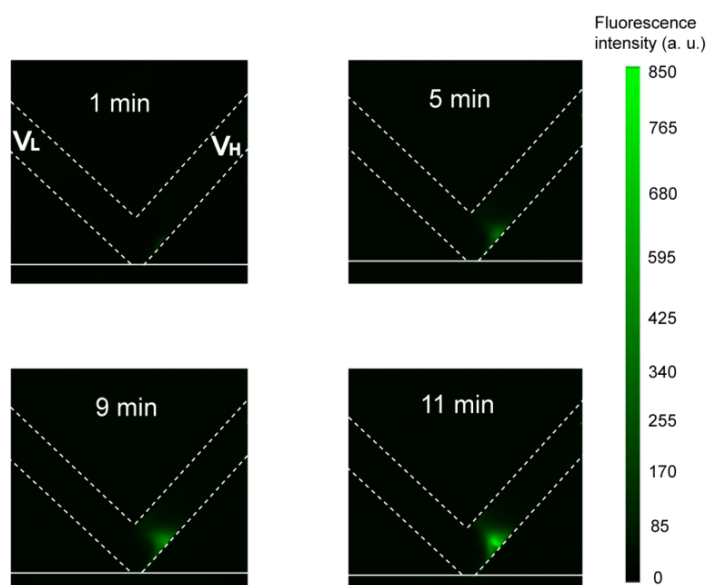 Fluorescence
intensity (a. u.)
1 min
5 min
VL
VH
9 min
11 min
850
765
680
595
425
340
255
170
85
0